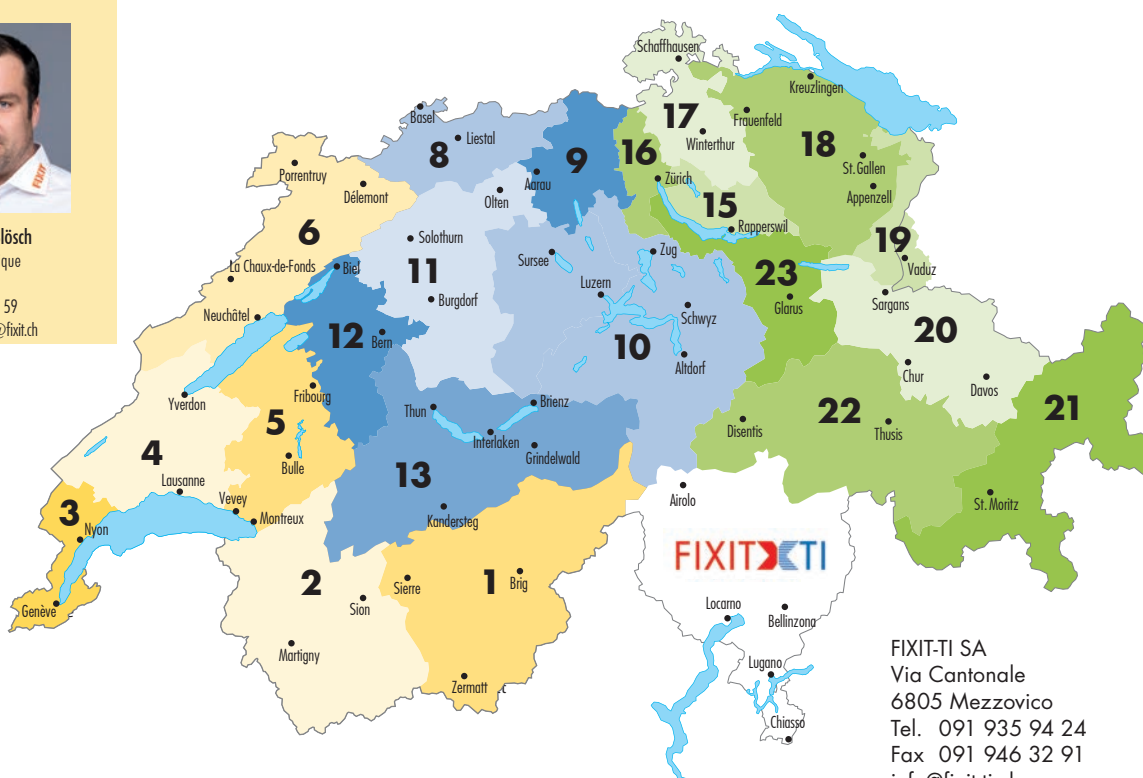 FIXIT
lösch
que
59
@fixit.ch
Schaffhausen
Kreuzlingen
Basel
Liestal
8
9
16
17
Winterthur
Frauenfeld
18
St. Gallen
Appenzell
Porrentruy
Délemont
Olten
Aarau
Zürich
15
Rapperswil
6
Solothurn
11
Burgdorf
Sursee
Zug
Luzern
Schwyz
10
Altdorf
23
Glarus
19
Vaduz
Sargans
20
Chur
Davos
La Chaux-de-Fonds
Biel
Neuchâtel
12
Bern
Yverdon
Fribourg
5
Bulle
Thun
Brienz
Interlaken
Grindelwald
Disentis
22
Thusis
21
St. Moritz
4
Lausanne
Vevey
Montreux
13
Kandersteg
Airolo
3
Nyon
Genève
2
Sion
Martigny
Sierre
1
Brig
Zermatt
FIXIT TI
Locarno
Bellinzona
Lugano
Chiasso
FIXIT-TI SA
Via Cantonale
6805 Mezzovico
Tel. 091 935 94 24
Fax 091 946 32 91